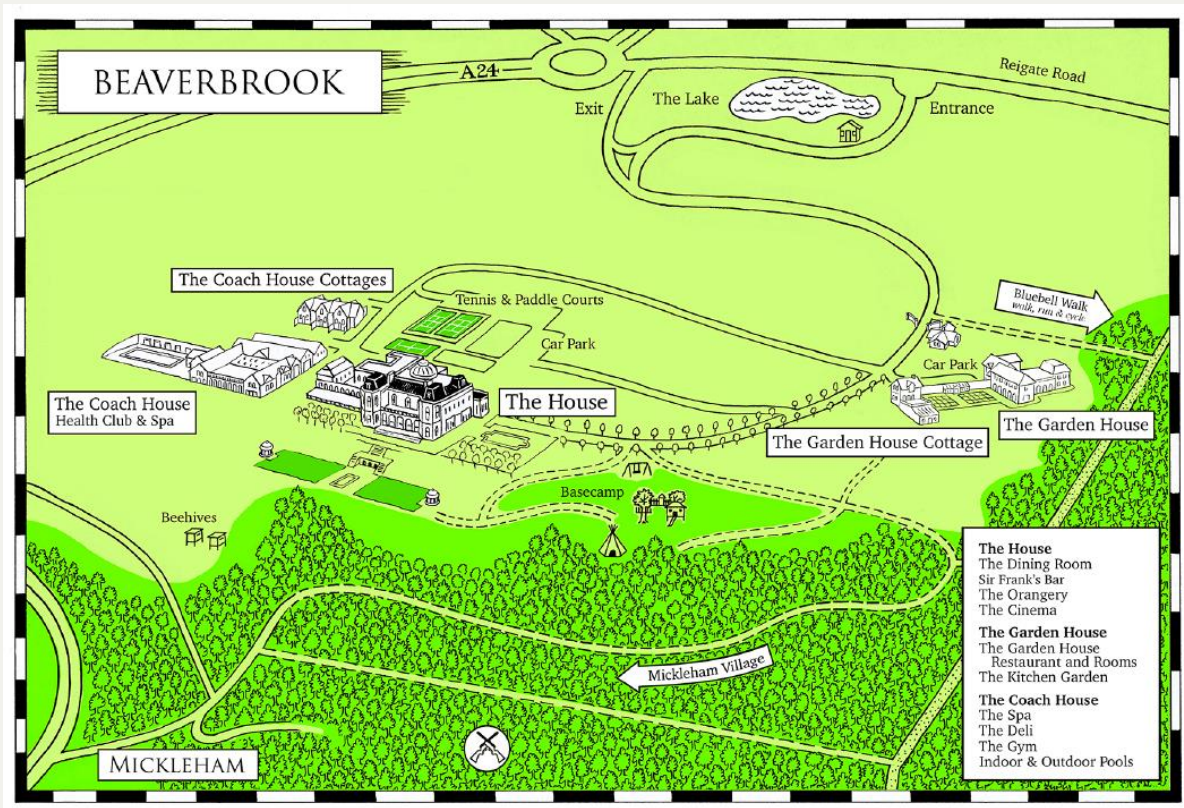 BEAVERBROOK
A24
Reigate Road
Exit
The Lake
Entrance
The Coach House Cottages
Tennis & Paddle Courts
Car Park
Bluebell Walk
walk, run & cycle
Car Park
The Coach House
Health Club & Spa
The House
The Garden House
The Garden House Cottage
Basecamp
Beehives
The House
The Dining Room
Sir Frank's Bar
The Orangery
The Cinema
The Garden House
The Garden House
Restaurant and Rooms
The Kitchen Garden
The Coach House
The Spa
The Deli
The Gym
Indoor & Outdoor Pools
Mickleham Village
MICKLEHAM